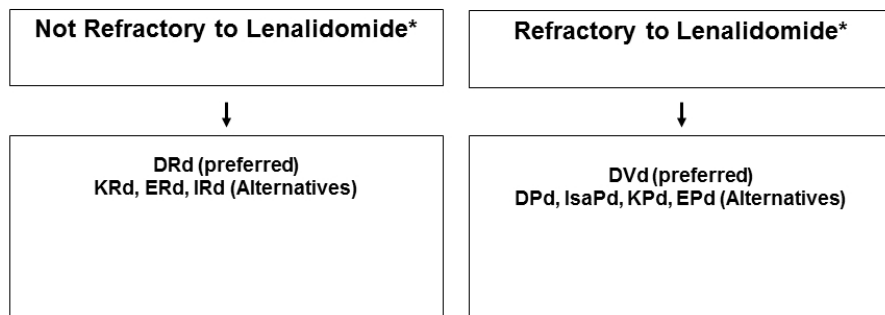 Not Refractory to Lenalidomide*
Refractory to Lenalidomide*
DRd (preferred)
KRd, ERd, IRd (Alternatives)
DVd (preferred)
DPd, IsaPd, KPd, EPd (Alternatives)